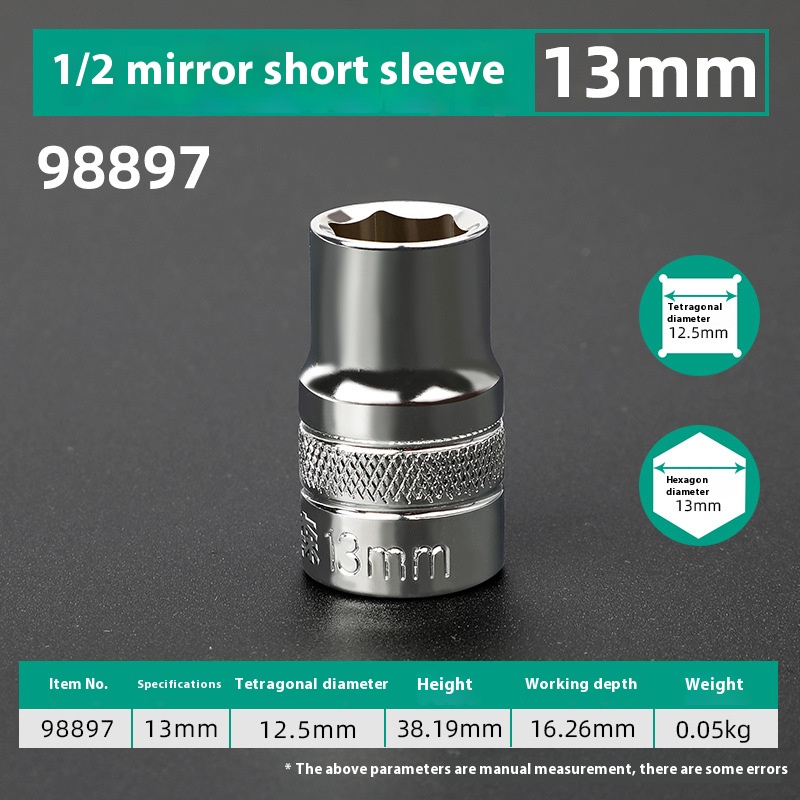 1/2 mirror short sleeve 13mm
98897
Tetragonal
diameter
12.5mm
Hexagon
diameter
13mm
13mm
Item No. Specifications Tetragonal diameter Height Working depth Weight
98897 13mm 12.5mm 38.19mm 16.26mm 0.05kg
* The above parameters are manual measurement, there are some errors